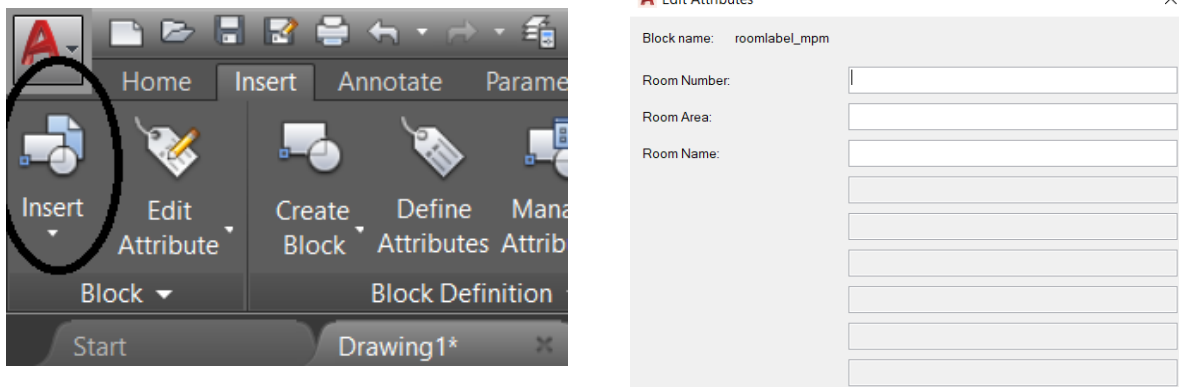 Home Insert Annotate Parame
Insert
Edit
Attribute
Create
Block
Define
Attributes
Mana
Attrib
Block
Block Definition
Start
Drawing1*
Edit Attributes
Block name: roomlabel_mpm
Room Number:
Room Area:
Room Name: